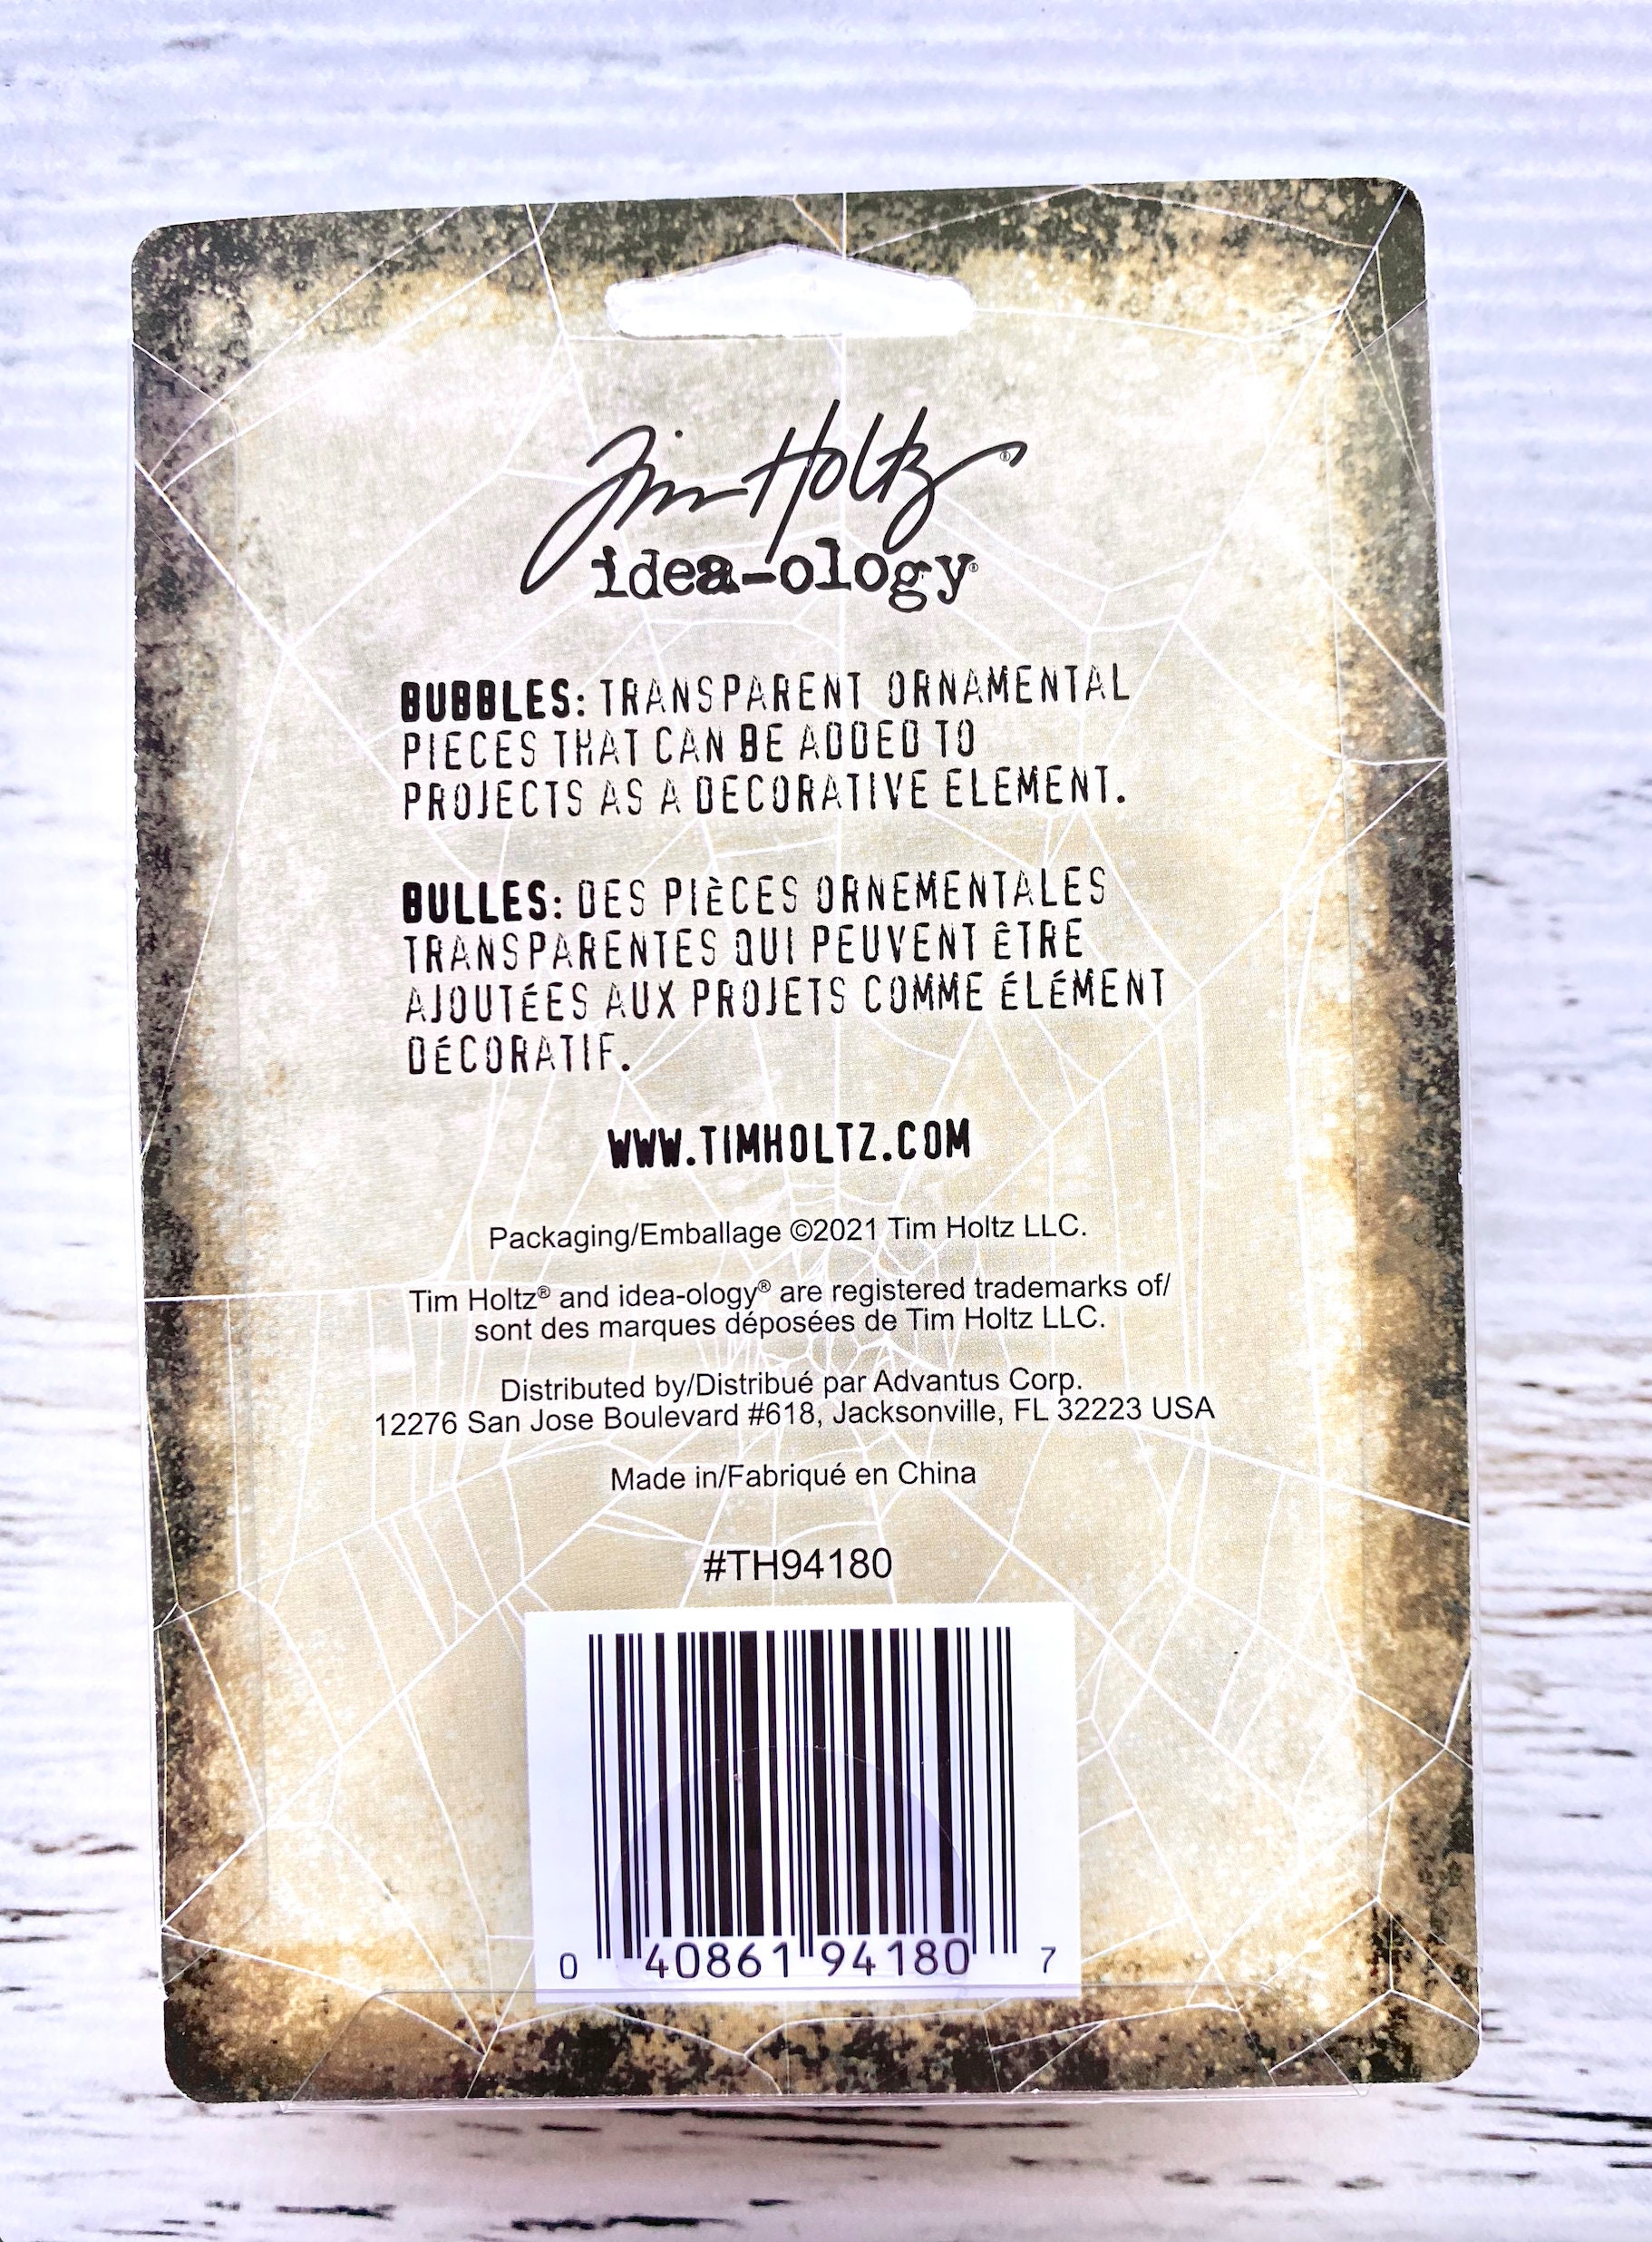 Tim Holtz®
idea-ology®
BUBBLES: TRANSPARENT ORNAMENTAL
PIECES THAT CAN BE ADDED TO
PROJECTS AS A DECORATIVE ELEMENT.
BULLES: DES PIÈCES ORNEMENTALES
TRANSPARENTES QUI PEUVENT ÊTRE
AJOUTÉES AUX PROJETS COMME ÉLÉMENT
DÉCORATIF.
WWW.TIMHOLTZ.COM
Packaging/Emballage ©2021 Tim Holtz LLC.
Tim Holtz® and idea-ology® are registered trademarks of/
sont des marques déposées de Tim Holtz LLC.
Distributed by/Distribué par Advantus Corp.
12276 San Jose Boulevard #618, Jacksonville, FL 32223 USA
Made in/Fabriqué en China
#TH94180
0 40861 94180 7